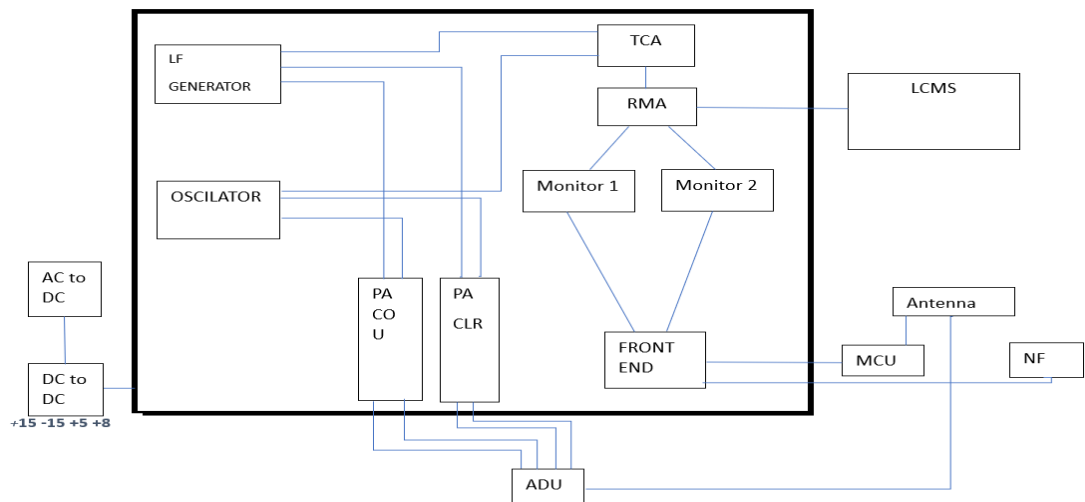 LF
GENERATOR
TCA
RMA
LCMS
OSCILATOR
Monitor 1
Monitor 2
AC to
DC
PA
CO
U
PA
CLR
Antenna
FRONT
END
MCU
NF
DC to
DC
+15 -15 +5 +8
ADU